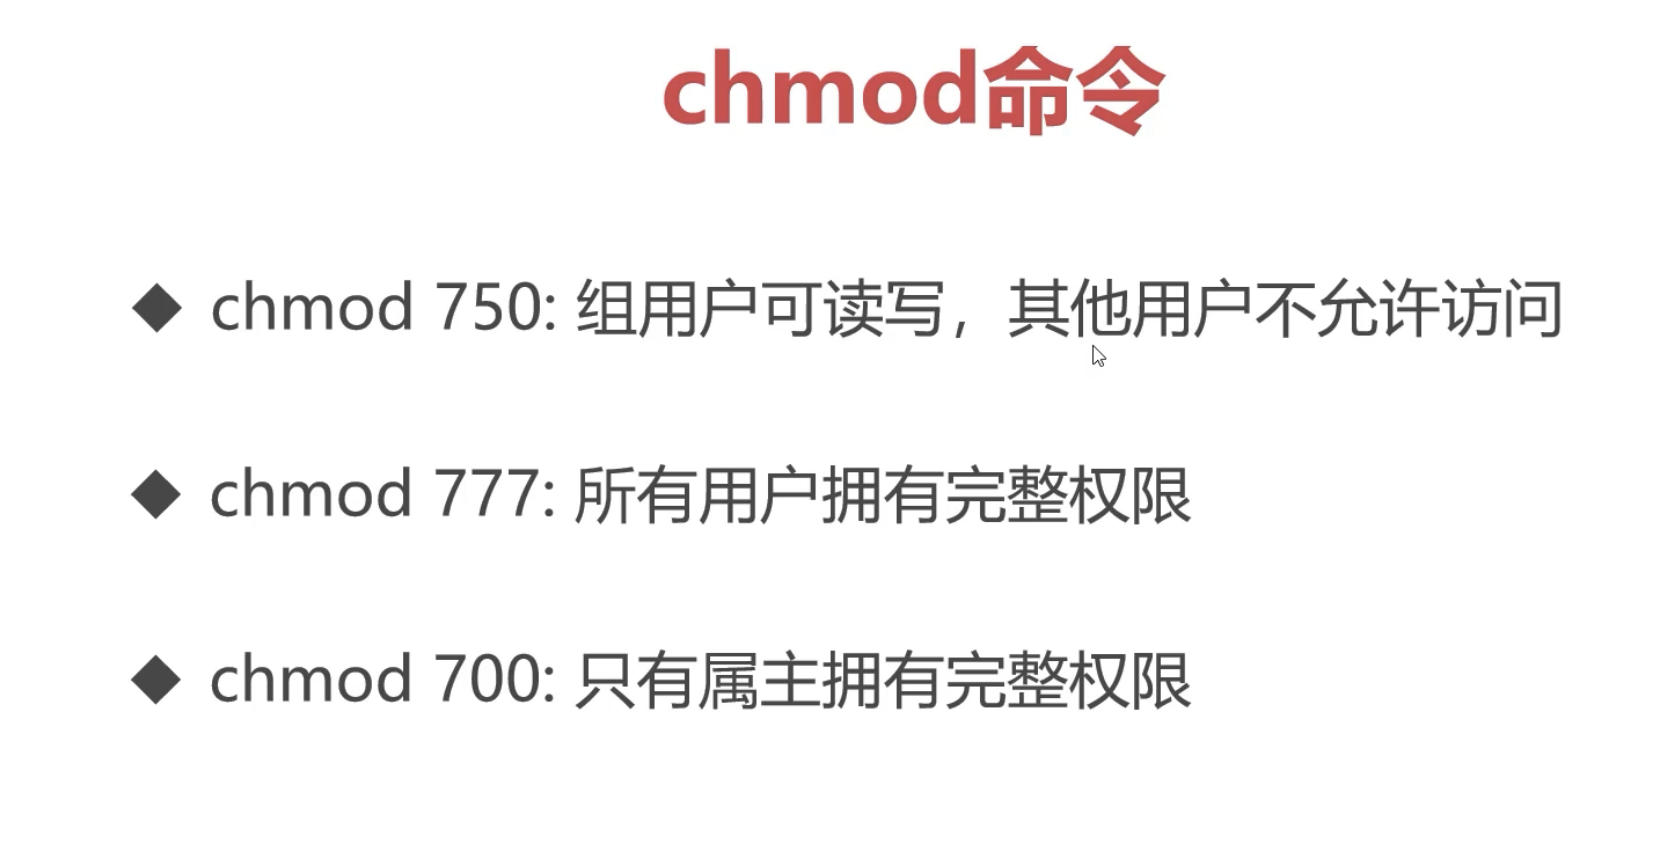 chmod命令
◆ chmod 750: 组用户可读写，其他用户不允许访问
◆ chmod 777: 所有用户拥有完整权限
◆ chmod 700: 只有属主拥有完整权限